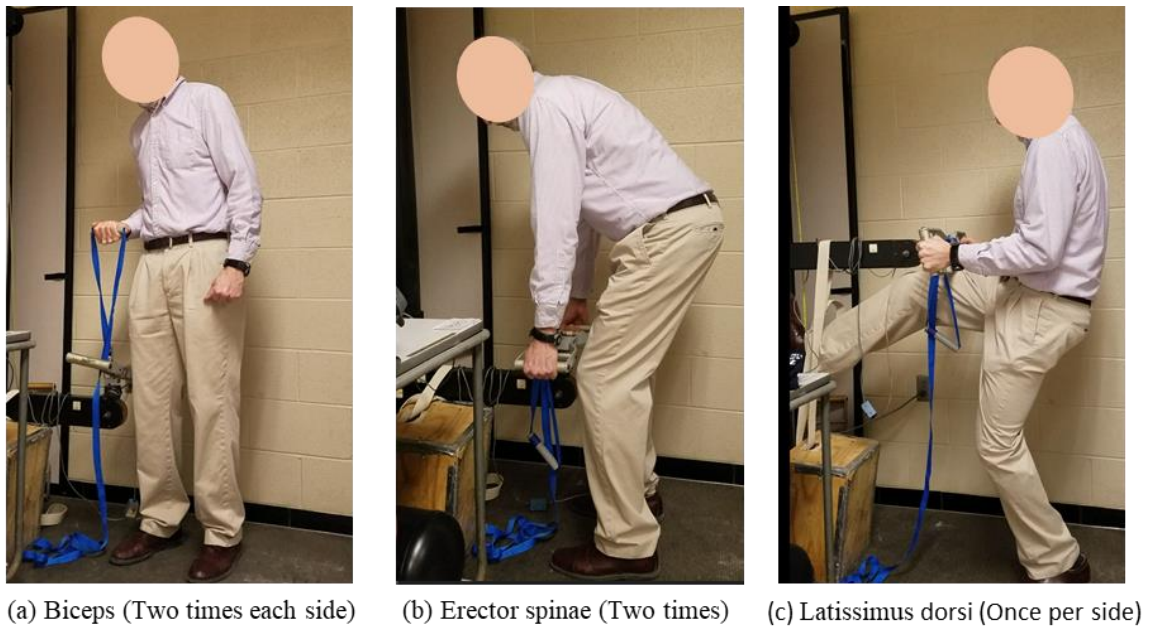 (a) Biceps (Two times each side)
(b) Erector spinae (Two times)
(c) Latissimus dorsi (Once per side)